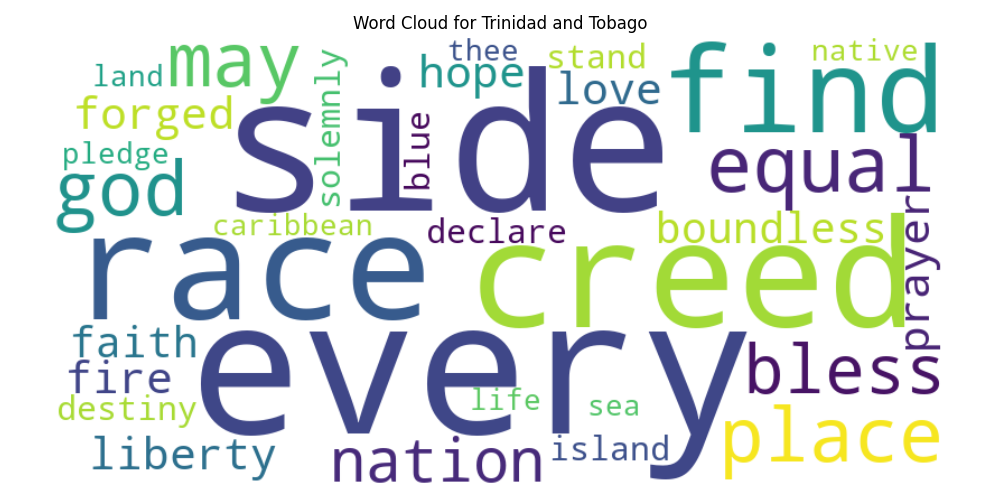 Word Cloud for Trinidad and Tobago
thee
stand
native
may
land
hope
love
find
side
forged
solemnly
blue
equal
pledge
god
caribbean
declare
boundless
race
creed
prayer
faith
every
fire
bless
destiny
life
sea
place
liberty
nation
island